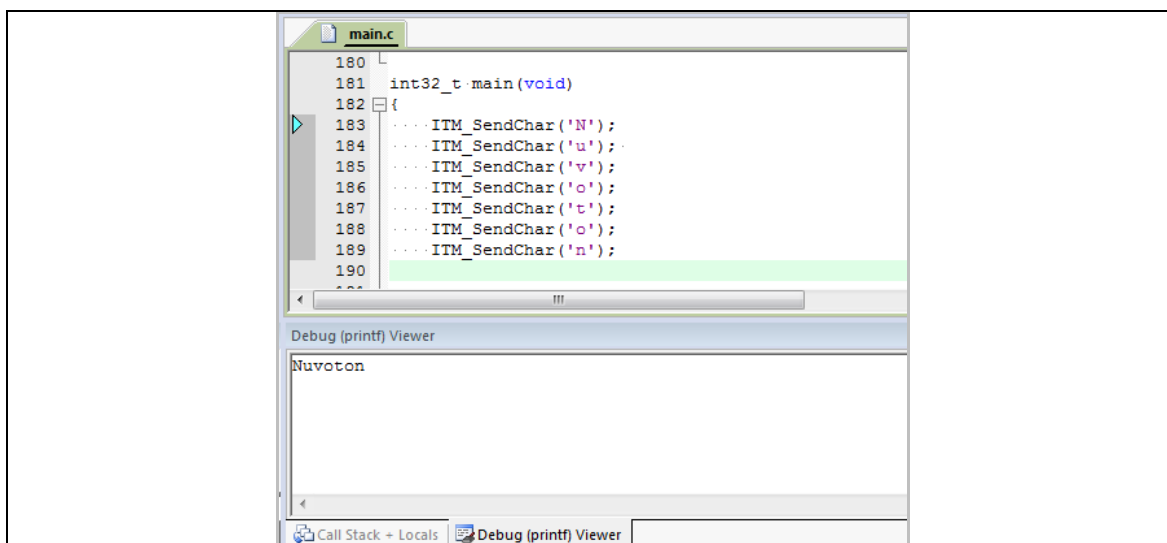 main.c
180
181 int32_t main(void)
182 {
183 ITM_SendChar('N');
184 ITM_SendChar('u');
185 ITM_SendChar('v');
186 ITM_SendChar('o');
187 ITM_SendChar('t');
188 ITM_SendChar('o');
189 ITM_SendChar('n');
190
Debug (printf) Viewer
Nuvoton
Call Stack + Locals Debug (printf) Viewer